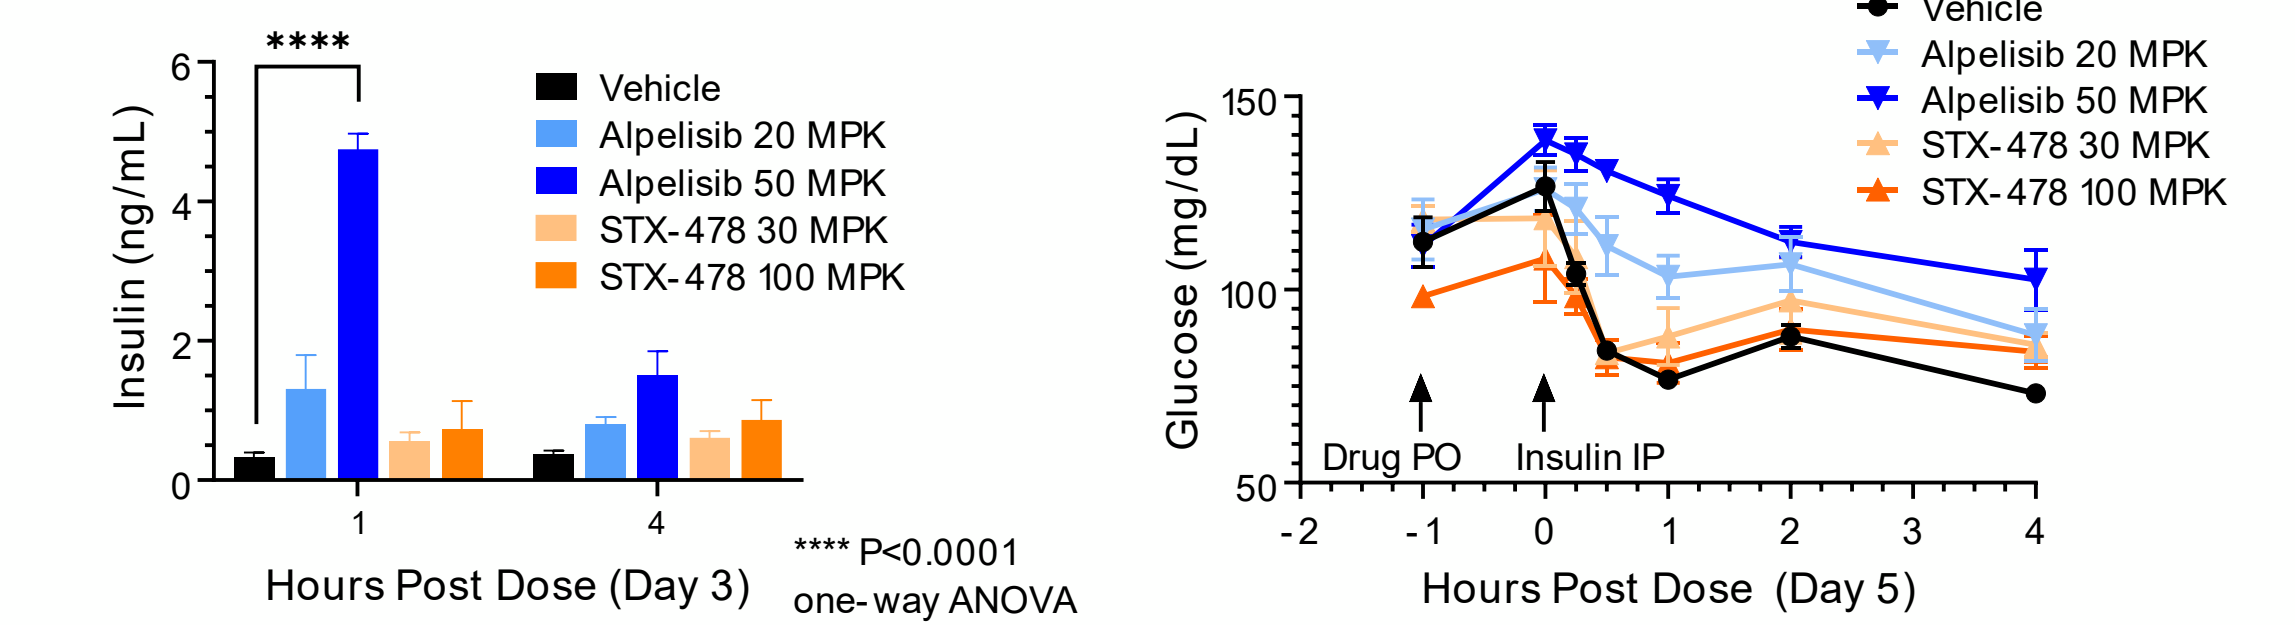 ****
6
4
2
0
Insulin (ng/mL)
Vehicle
Alpelisib 20 MPK
Alpelisib 50 MPK
STX-478 30 MPK
STX-478 100 MPK
1
4
Hours Post Dose (Day 3)
**** P<0.0001
one-way ANOVA
Vehicle
Alpelisib 20 MPK
Alpelisib 50 MPK
STX-478 30 MPK
STX-478 100 MPK
150
100
50
Glucose (mg/dL)
Drug PO
Insulin IP
-2
-1
0
1
2
3
4
Hours Post Dose (Day 5)